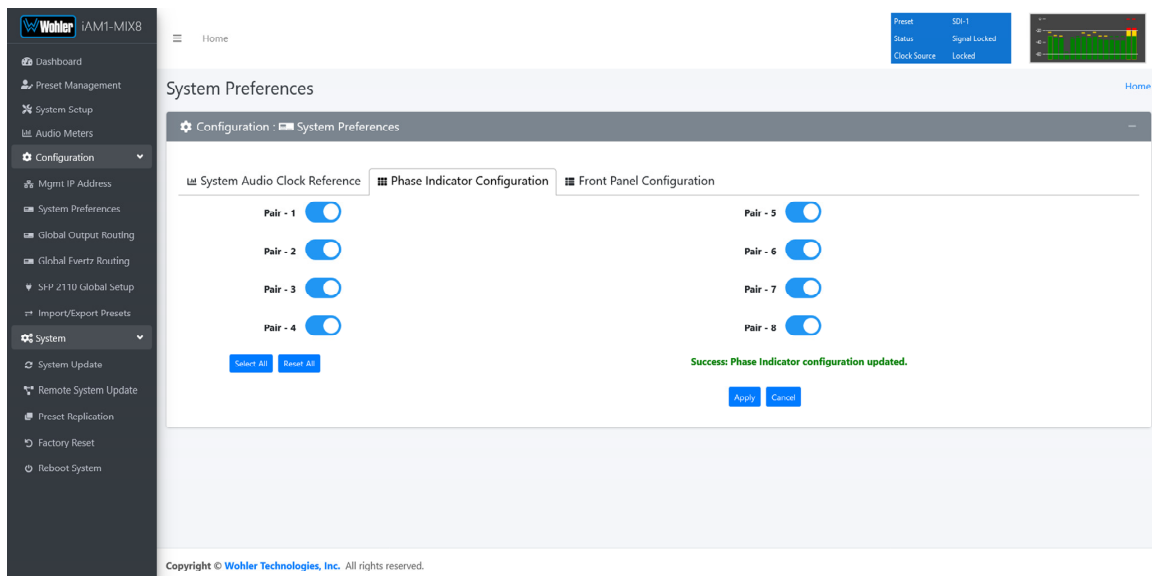 Wohler iAM1-MIX8
Home
Preset SDI-1
Status Signal Locked
Clock Source Locked
Dashboard
Preset Management
System Setup
Audio Meters
Configuration
Mgmt IP Address
System Preferences
Global Output Routing
Global Evertz Routing
SFP 2110 Global Setup
Import/Export Presets
System
System Update
Remote System Update
Preset Replication
Factory Reset
Reboot System
System Preferences
Home
Configuration : System Preferences
System Audio Clock Reference Phase Indicator Configuration Front Panel Configuration
Pair - 1 Pair - 5
Pair - 2 Pair - 6
Pair - 3 Pair - 7
Pair - 4 Pair - 8
Select All Reset All
Success: Phase Indicator configuration updated.
Apply Cancel
Copyright © Wohler Technologies, Inc. All rights reserved.